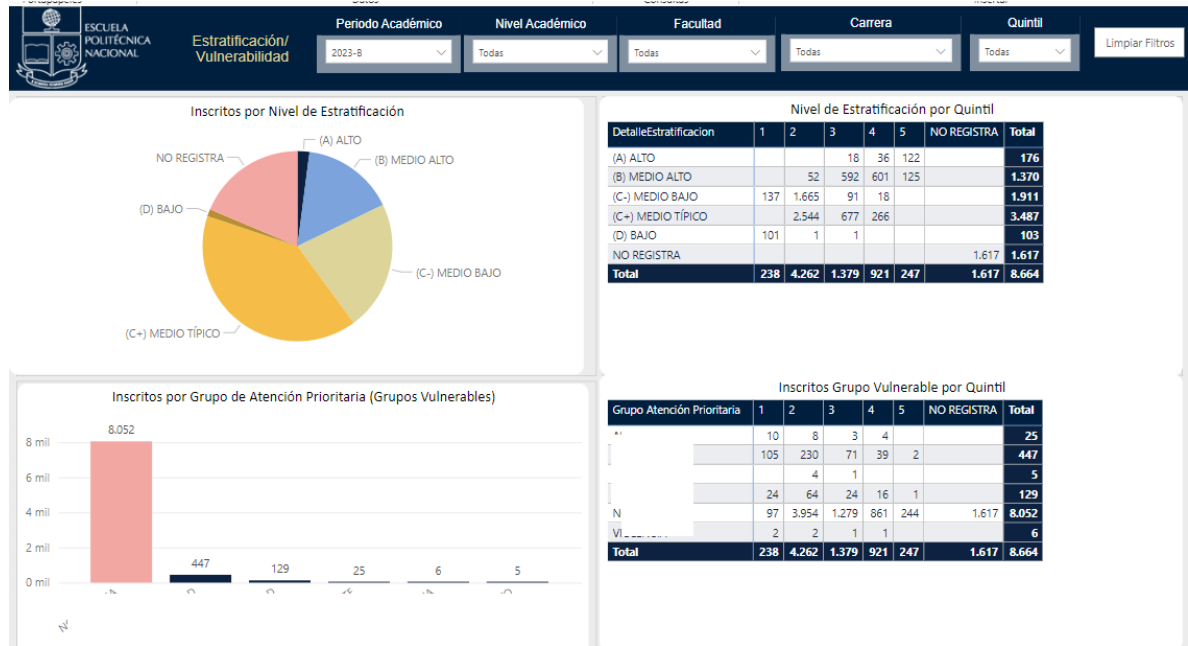 Portapapeles Datos Consultas Insertar
ESCUELA
POLITÉCNICA
NACIONAL
Estratificación/
Vulnerabilidad
Periodo Académico Nivel Académico Facultad Carrera Quintil
2023-B Todas Todas Todas Todas Limpiar Filtros
Inscritos por Nivel de Estratificación
(A) ALTO
NO REGISTRA (B) MEDIO ALTO
(D) BAJO
(C-) MEDIO BAJO
(C+) MEDIO TÍPICO
Nivel de Estratificación por Quintil
DetalleEstratificacion 1 2 3 4 5 NO REGISTRA Total
(A) ALTO 18 36 122 176
(B) MEDIO ALTO 52 592 601 125 1.370
(C-) MEDIO BAJO 137 1.665 91 18 1.911
(C+) MEDIO TÍPICO 2.544 677 266 3.487
(D) BAJO 101 1 1 103
NO REGISTRA 1.617 1.617
Total 238 4.262 1.379 921 247 1.617 8.664
Inscritos por Grupo de Atención Prioritaria (Grupos Vulnerables)
8 mil 8.052
6 mil
4 mil
2 mil
447 129 25 6 5
0 mil
Inscritos Grupo Vulnerable por Quintil
Grupo Atención Prioritaria 1 2 3 4 5 NO REGISTRA Total
10 8 3 4 25
105 230 71 39 2 447
4 1 5
24 64 24 16 1 129
N 97 3.954 1.279 861 244 1.617 8.052
2 2 1 1 6
Total 238 4.262 1.379 921 247 1.617 8.664